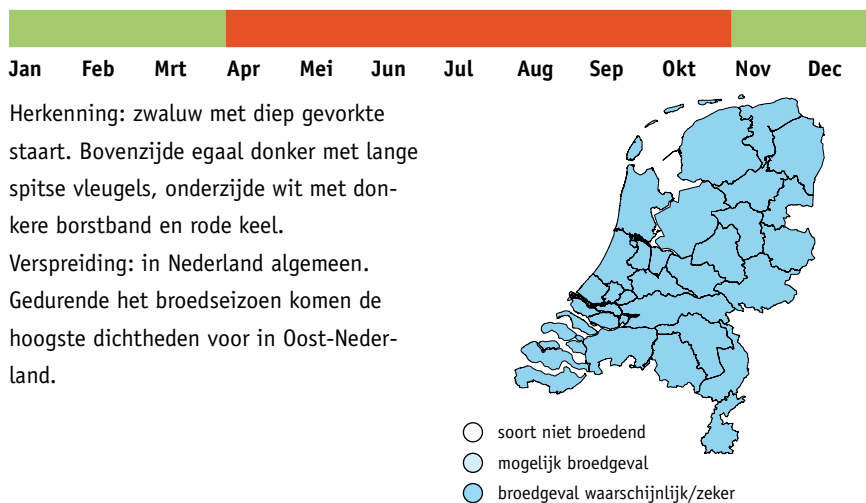 Jan Feb Mrt Apr Mei Jun Jul Aug Sep Okt Nov Dec
Herkenning: zwaluw met diep gevorkte
staart. Bovenzijde egaal donker met lange
spitse vleugels, onderzijde wit met don-
kere borstband en rode keel.
Verspreiding: in Nederland algemeen.
Gedurende het broedseizoen komen de
hoogste dichtheden voor in Oost-Neder-
land.
soort niet broedend
mogelijk broedgeval
broedgeval waarschijnlijk/zeker